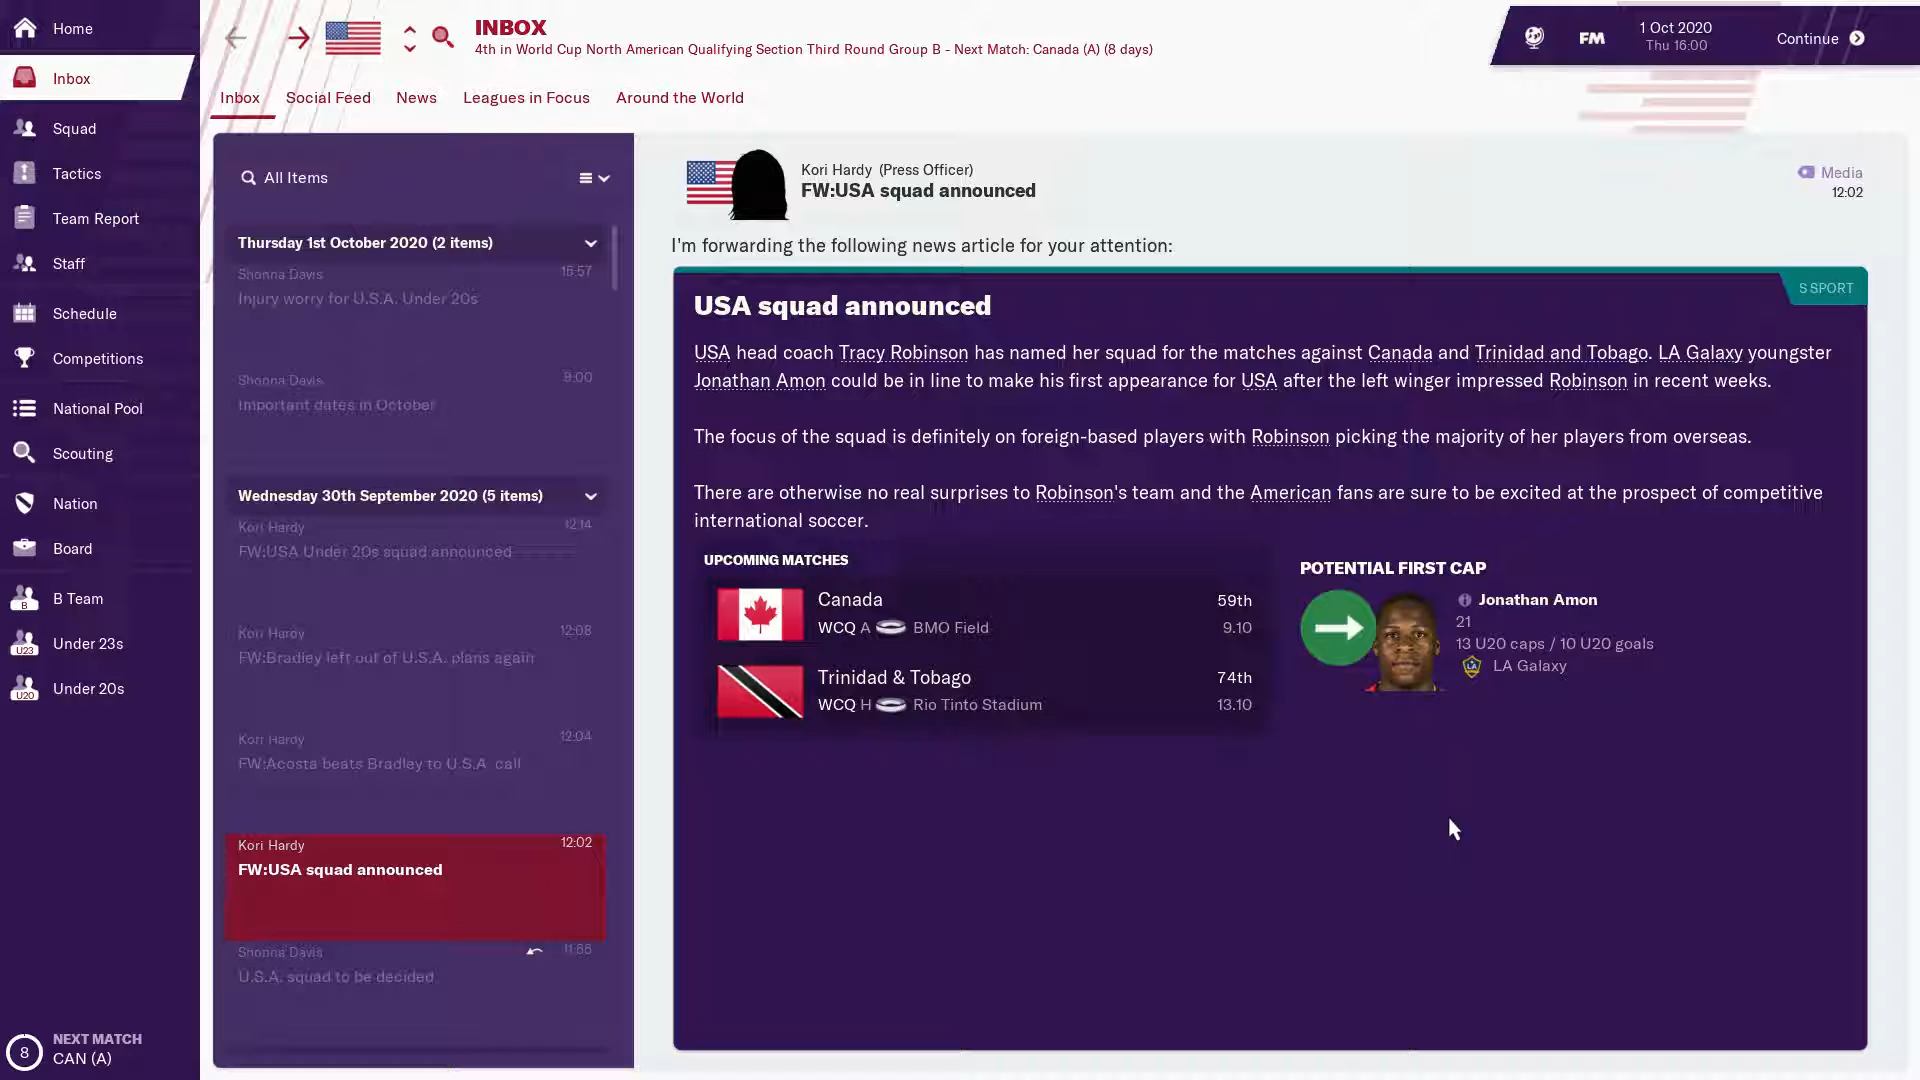 Home
Inbox
Squad
Tactics
Team Report
Staff
Schedule
Competitions
National Pool
Scouting
Nation
Board
B
B Team
U23
Under 23s
U20
Under 20s
8
NEXT MATCH
CAN (A)
INBOX
4th in World Cup North American Qualifying Section Third Round Group B - Next Match: Canada (A) (8 days)
FM
1 Oct 2020
Thu 16:00
Continue
Inbox
Social Feed
News
Leagues in Focus
Around the World
All Items
Thursday 1st October 2020 (2 items)
Shonna Davis
15:57
Injury worry for U.S.A. Under 20s
Shonna Davis
9:00
Important dates in October
Wednesday 30th September 2020 (5 items)
Kori Hardy
12:14
FW:USA Under 20s squad announced
Kori Hardy
12:08
FW:Bradley left out of U.S.A. plans again
Kori Hardy
12:04
FW:Acosta beats Bradley to U.S.A. call
Kori Hardy
12:02
FW:USA squad announced
Shonna Davis
U.S.A. squad to be decided
Kori Hardy (Press Officer)
FW:USA squad announced
Media
12:02
I'm forwarding the following news article for your attention:
S SPORT
USA squad announced
USA head coach Tracy Robinson has named her squad for the matches against Canada and Trinidad and Tobago. LA Galaxy youngster
Jonathan Amon could be in line to make his first appearance for USA after the left winger impressed Robinson in recent weeks.
The focus of the squad is definitely on foreign-based players with Robinson picking the majority of her players from overseas.
There are otherwise no real surprises to Robinson's team and the American fans are sure to be excited at the prospect of competitive
international soccer.
UPCOMING MATCHES
Canada
59th
WCQ A BMO Field
9.10
Trinidad & Tobago
74th
WCQ H Rio Tinto Stadium
13.10
POTENTIAL FIRST CAP
Jonathan Amon
21
13 U20 caps / 10 U20 goals
LA Galaxy